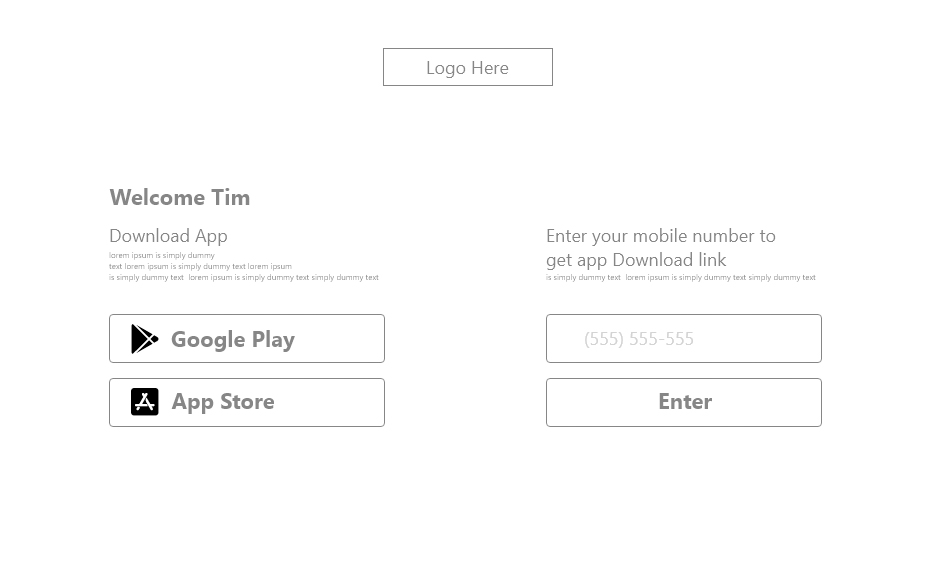 Logo Here
Welcome Tim
Download App
lorem ipsum is simply dummy
text lorem ipsum is simply dummy text lorem ipsum
is simply dummy text lorem ipsum is simply dummy text simply dummy text
Google Play
App Store
Enter your mobile number to
get app Download link
is simply dummy text lorem ipsum is simply dummy text simply dummy text
(555) 555-555
Enter